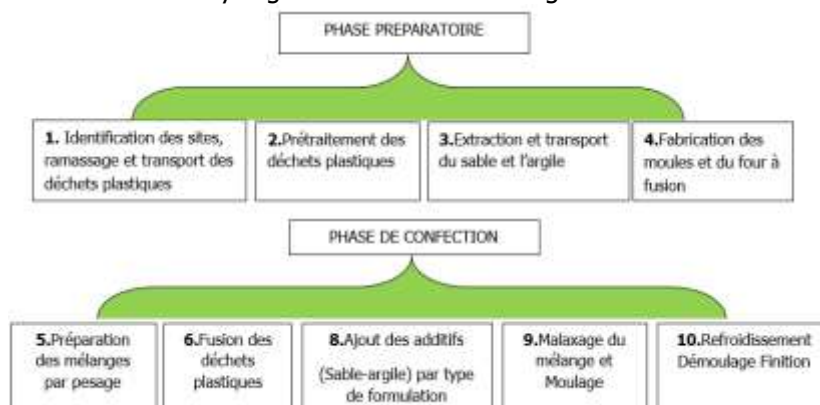 PHASE PREPARATOIRE
1. Identification des sites,
ramassage et transport des
déchets plastiques
2.Prétraitement des
déchets plastiques
3.Extraction et transport
du sable et l'argile
4.Fabrication des
moules et du four à
fusion
PHASE DE CONFECTION
5.Préparation
des mélanges
par pesage
6.Fusion des
déchets
plastiques
8.Ajout des additifs
(Sable-argile) par type
de formulation
9.Malaxage du
mélange et
Moulage
10.Refroidissement
Démoulage Finition